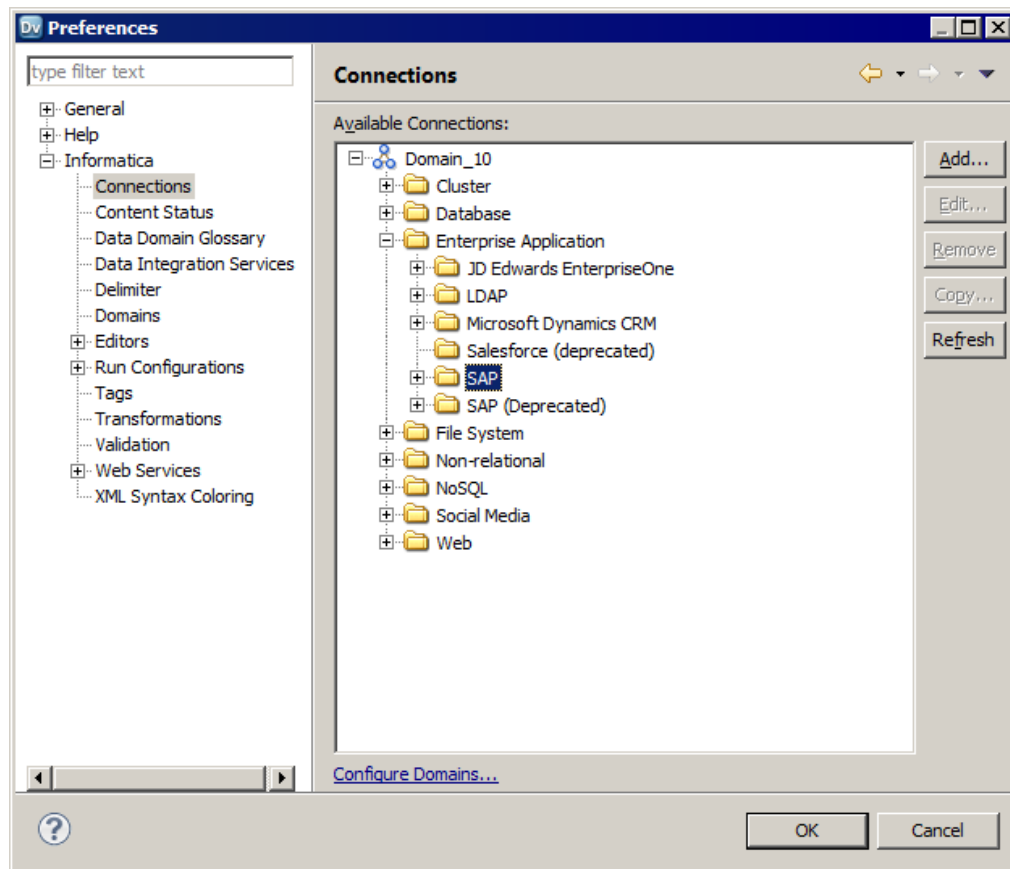 Dv Preferences
type filter text
General
Help
Informatica
Connections
Content Status
Data Domain Glossary
Data Integration Services
Delimiter
Domains
Editors
Run Configurations
Tags
Transformations
Validation
Web Services
XML Syntax Coloring
Connections
Available Connections:
Domain_10
Cluster
Database
Enterprise Application
JD Edwards EnterpriseOne
LDAP
Microsoft Dynamics CRM
Salesforce (deprecated)
SAP
SAP (Deprecated)
File System
Non-relational
NoSQL
Social Media
Web
Add...
Edit...
Remove
Copy...
Refresh
Configure Domains...
?
OK
Cancel